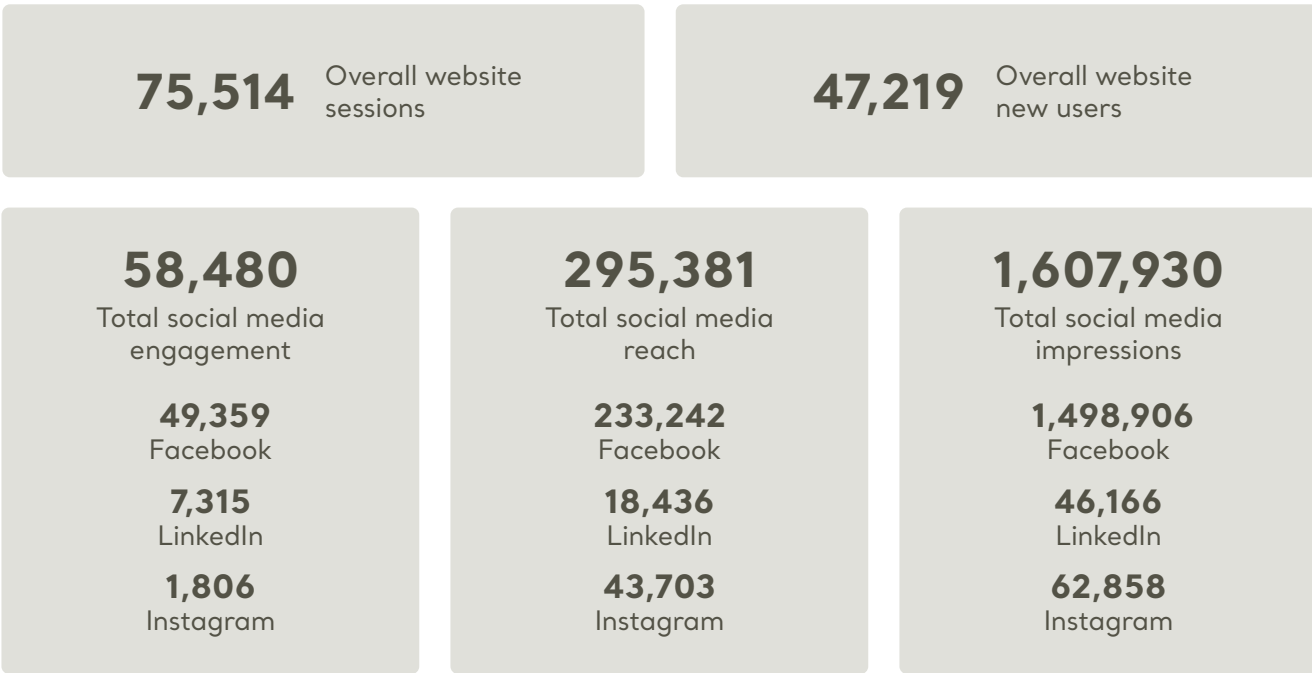 75,514
Overall website
sessions
47,219
Overall website
new users
58,480
Total social media
engagement
49,359
Facebook
7,315
LinkedIn
1,806
Instagram
295,381
Total social media
reach
233,242
Facebook
18,436
LinkedIn
43,703
Instagram
1,607,930
Total social media
impressions
1,498,906
Facebook
46,166
LinkedIn
62,858
Instagram